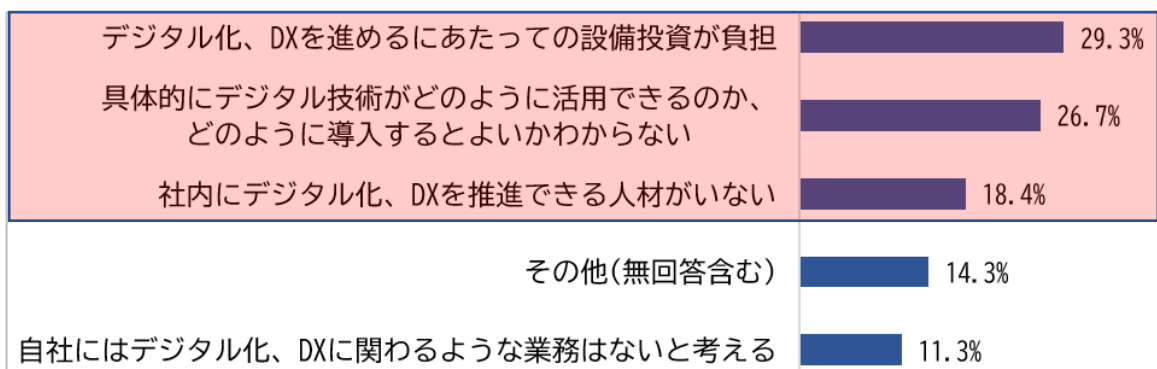 デジタル化、DXを進めるにあたっての設備投資が負担 29.3%
具体的にデジタル技術がどのように活用できるのか、
どのように導入するとよいかわからない 26.7%
社内にデジタル化、DXを推進できる人材がいない 18.4%
その他(無回答含む) 14.3%
自社にはデジタル化、DXに関わるような業務はないと考える 11.3%